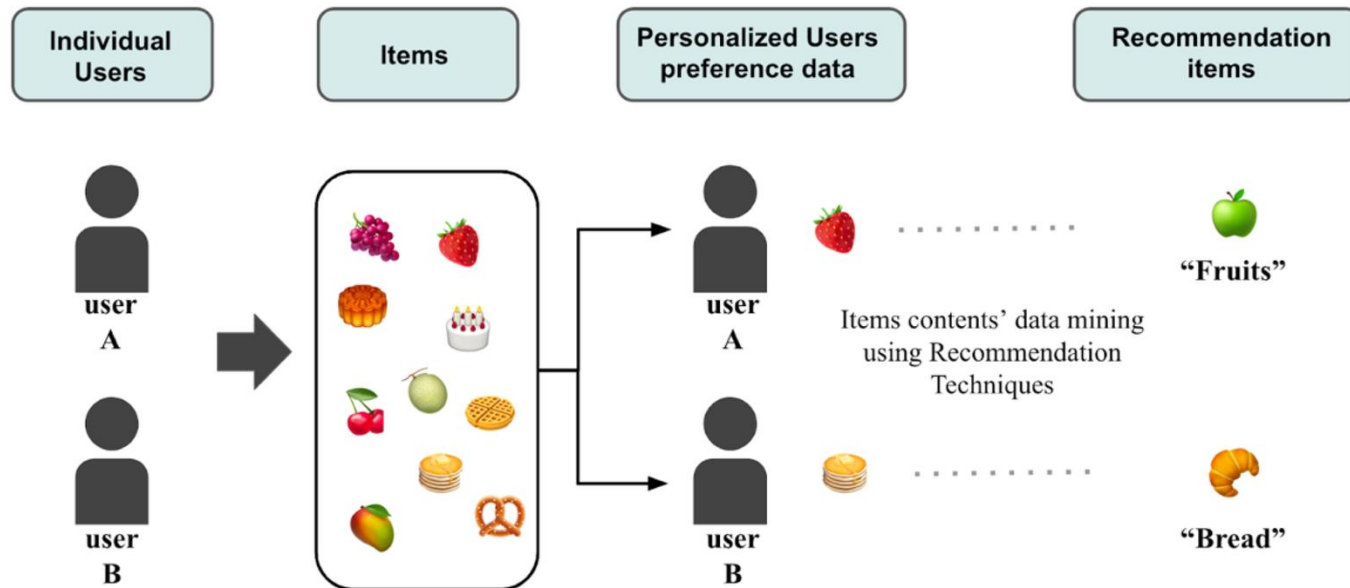 Individual
Users
Items
Personalized Users
preference data
Recommendation
items
user
A
user
B
user
A
user
B
Items contents’ data mining
using Recommendation
Techniques
“Fruits”
“Bread”